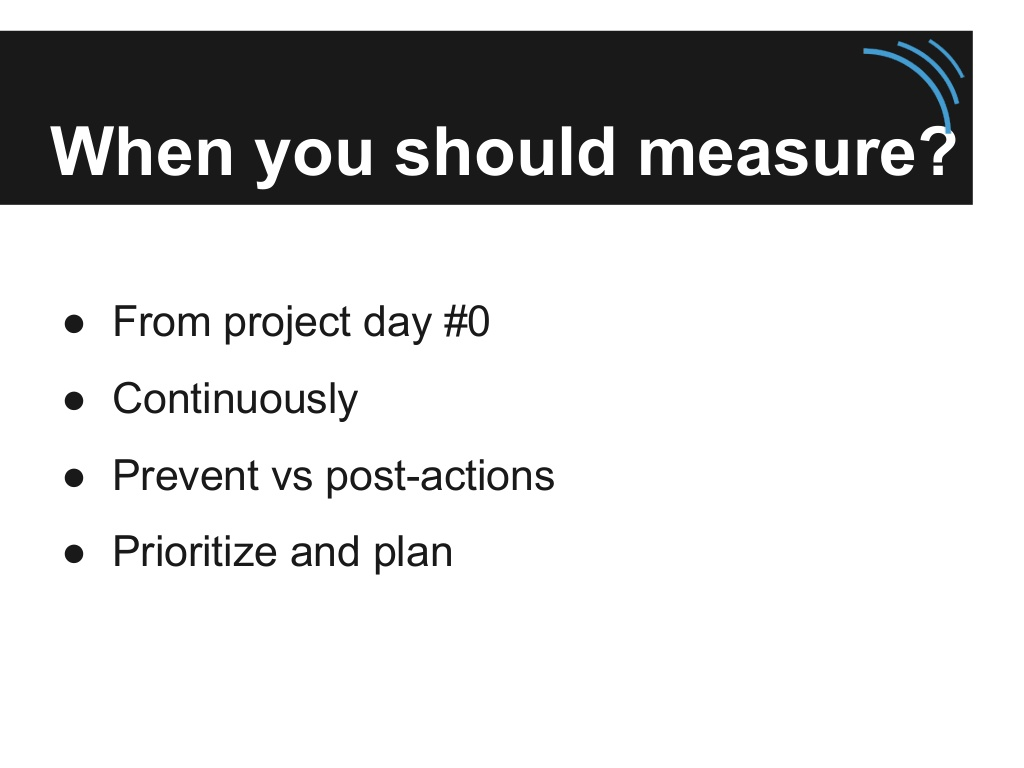 When you should measure?
● From project day #0
● Continuously
● Prevent vs post-actions
● Prioritize and plan